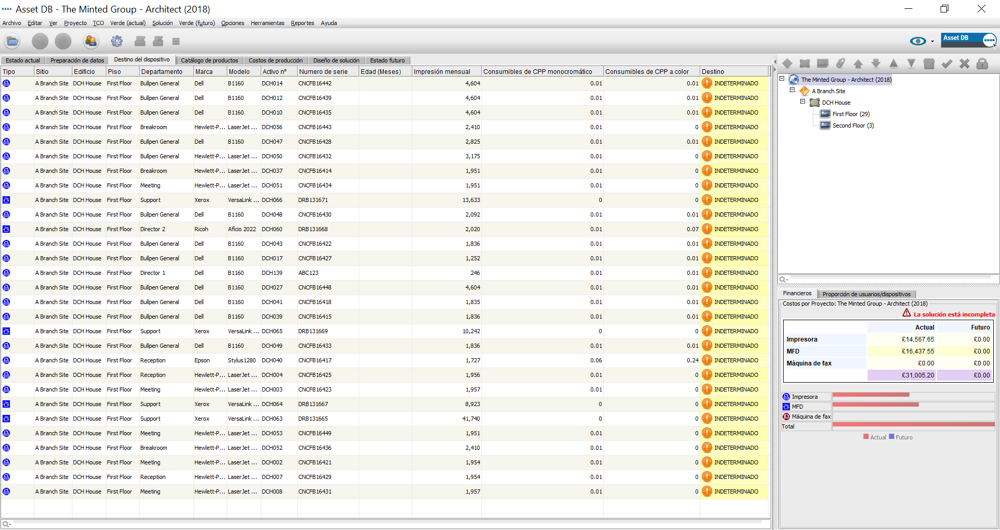 Asset DB - The Minted Group - Architect (2018)
Archivo Editar Ver Proyecto TCO Verde (actual) Solución Verde (futuro) Opciones Herramientas Reportes Ayuda
Asset DB
Estado actual Preparación de datos Destino del dispositivo Catálogo de productos Costos de producción Diseño de solución Estado futuro
Tipo Sitio Edificio Piso Departamento Marca Modelo Activo nº Numero de serie Edad (Meses) Impresión mensual Consumibles de CPP monocromático Consumibles de CPP a color Destino
A Branch Site DCH House First Floor Bullpen General Dell B1160 DCH014 CNCFB16442 4,604 0.01 0.01 INDETERMINADO
A Branch Site DCH House First Floor Bullpen General Dell B1160 DCH012 CNCFB16439 4,604 0.01 0.01 INDETERMINADO
A Branch Site DCH House First Floor Bullpen General Dell B1160 DCH010 CNCFB16435 4,604 0.01 0.01 INDETERMINADO
A Branch Site DCH House First Floor Breakroom Hewlett-P... LaserJet ... DCH056 CNCFB16443 2,410 0.01 0 INDETERMINADO
A Branch Site DCH House First Floor Bullpen General Dell B1160 DCH047 CNCFB16428 2,825 0.01 0.01 INDETERMINADO
A Branch Site DCH House First Floor Bullpen General Hewlett-P... LaserJet ... DCH050 CNCFB16432 3,175 0.01 0 INDETERMINADO
A Branch Site DCH House First Floor Breakroom Hewlett-P... LaserJet ... DCH037 CNCFB16414 1,951 0.01 0 INDETERMINADO
A Branch Site DCH House First Floor Meeting Hewlett-P... LaserJet ... DCH051 CNCFB16434 1,951 0.01 0 INDETERMINADO
A Branch Site DCH House First Floor Support Xerox VersaLink ... DCH066 DRB131671 13,633 0 0 INDETERMINADO
A Branch Site DCH House First Floor Bullpen General Dell B1160 DCH048 CNCFB16430 2,092 0.01 0.01 INDETERMINADO
A Branch Site DCH House First Floor Director 2 Ricoh Aficio 2022 DCH060 DRB131668 2,020 0.01 0.07 INDETERMINADO
A Branch Site DCH House First Floor Bullpen General Dell B1160 DCH043 CNCFB16422 1,836 0.01 0.01 INDETERMINADO
A Branch Site DCH House First Floor Bullpen General Dell B1160 DCH017 CNCFB16427 1,252 0.01 0.01 INDETERMINADO
A Branch Site DCH House First Floor Director 1 Dell B1160 DCH139 ABC123 246 0.01 0.01 INDETERMINADO
A Branch Site DCH House First Floor Bullpen General Dell B1160 DCH027 CNCFB16448 4,604 0.01 0.01 INDETERMINADO
A Branch Site DCH House First Floor Bullpen General Dell B1160 DCH041 CNCFB16418 1,835 0.01 0.01 INDETERMINADO
A Branch Site DCH House First Floor Bullpen General Dell B1160 DCH039 CNCFB16415 1,836 0.01 0.01 INDETERMINADO
A Branch Site DCH House First Floor Support Xerox VersaLink ... DCH065 DRB131669 10,242 0 0 INDETERMINADO
A Branch Site DCH House First Floor Bullpen General Dell B1160 DCH049 CNCFB16433 1,836 0.01 0.01 INDETERMINADO
A Branch Site DCH House First Floor Reception Epson Stylus1280 DCH040 CNCFB16417 1,727 0.06 0.24 INDETERMINADO
A Branch Site DCH House First Floor Reception Hewlett-P... LaserJet ... DCH004 CNCFB16425 1,956 0.01 0 INDETERMINADO
A Branch Site DCH House First Floor Meeting Hewlett-P... LaserJet ... DCH003 CNCFB16423 1,957 0.01 0 INDETERMINADO
A Branch Site DCH House First Floor Support Xerox VersaLink ... DCH064 DRB131667 8,923 0 0 INDETERMINADO
A Branch Site DCH House First Floor Support Xerox VersaLink ... DCH063 DRB131665 41,740 0 0 INDETERMINADO
A Branch Site DCH House First Floor Meeting Hewlett-P... LaserJet ... DCH053 CNCFB16449 1,951 0.01 0 INDETERMINADO
A Branch Site DCH House First Floor Breakroom Hewlett-P... LaserJet ... DCH052 CNCFB16436 2,410 0.01 0 INDETERMINADO
A Branch Site DCH House First Floor Meeting Hewlett-P... LaserJet ... DCH002 CNCFB16421 1,954 0.01 0 INDETERMINADO
A Branch Site DCH House First Floor Reception Hewlett-P... LaserJet ... DCH007 CNCFB16429 1,954 0.01 0 INDETERMINADO
A Branch Site DCH House First Floor Meeting Hewlett-P... LaserJet ... DCH008 CNCFB16431 1,957 0.01 0 INDETERMINADO
The Minted Group - Architect (2018)
A Branch Site
DCH House
First Floor (29)
Second Floor (3)
Financieros Proporción de usuarios/dispositivos
Costos por Proyecto: The Minted Group - Architect (2018)
La solución está incompleta
Actual Futuro
Impresora £14,567.65 £0.00
MFD £16,437.55 £0.00
Máquina de fax £0.00 £0.00
£31,005.20 £0.00
Impresora
MFD
Máquina de fax
Total
Actual Futuro